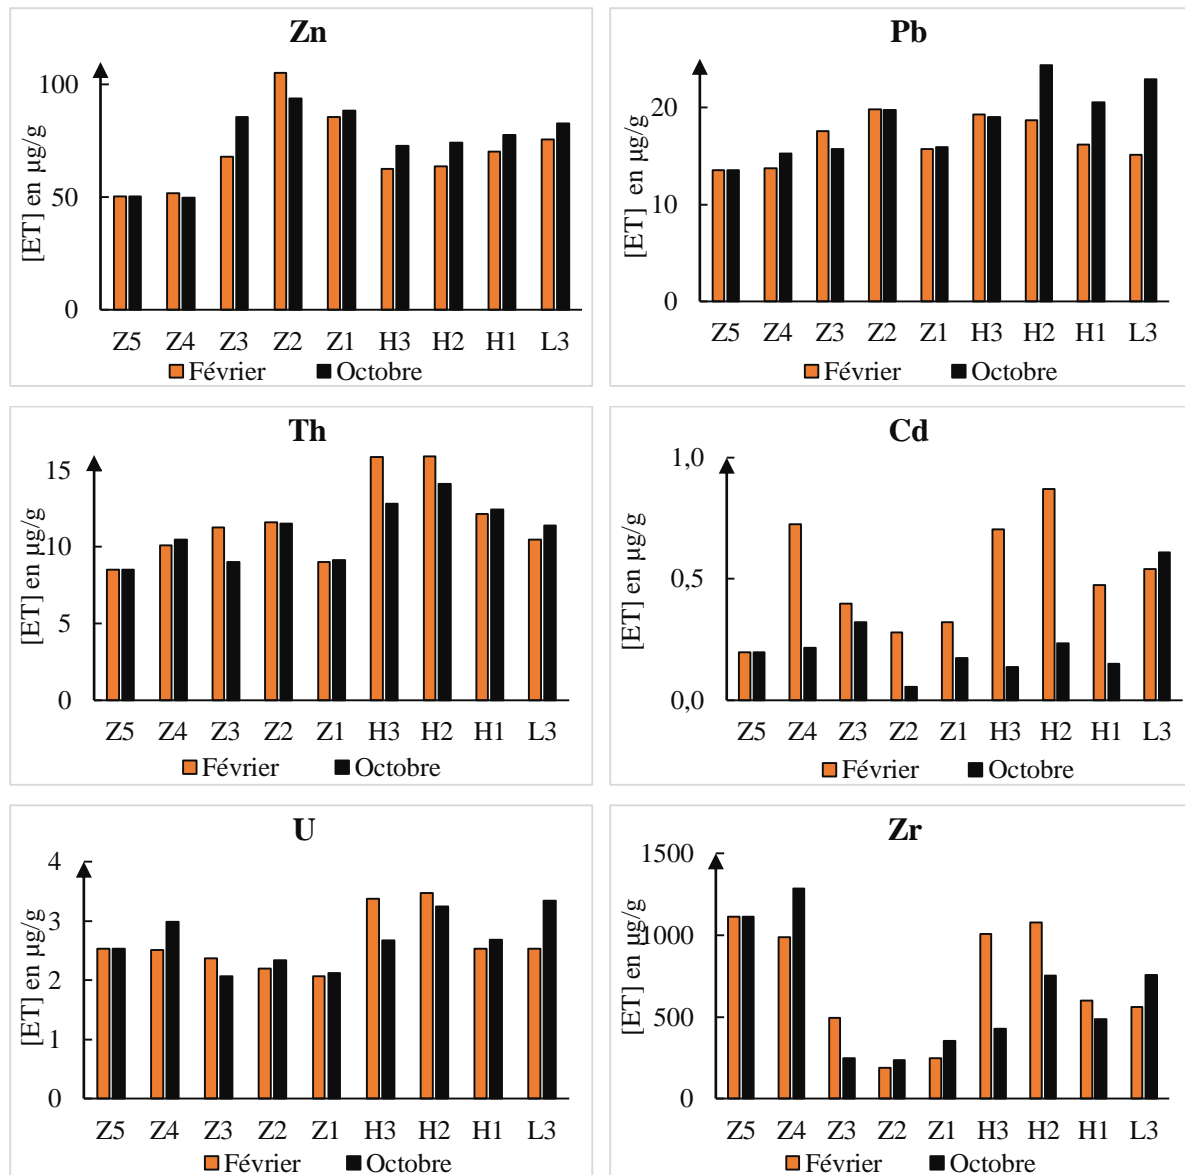 Zn
[ET] en µg/g
100
50
0
Z5 Z4 Z3 Z2 Z1 H3 H2 H1 L3
Février Octobre
Pb
[ET] en µg/g
20
10
0
Z5 Z4 Z3 Z2 Z1 H3 H2 H1 L3
Février Octobre
Th
[ET] en µg/g
15
10
5
0
Z5 Z4 Z3 Z2 Z1 H3 H2 H1 L3
Février Octobre
Cd
[ET] en µg/g
1,0
0,5
0,0
Z5 Z4 Z3 Z2 Z1 H3 H2 H1 L3
Février Octobre
U
[ET] en µg/g
4
3
2
1
0
Z5 Z4 Z3 Z2 Z1 H3 H2 H1 L3
Février Octobre
Zr
[ET] en µg/g
1500
1000
500
0
Z5 Z4 Z3 Z2 Z1 H3 H2 H1 L3
Février Octobre